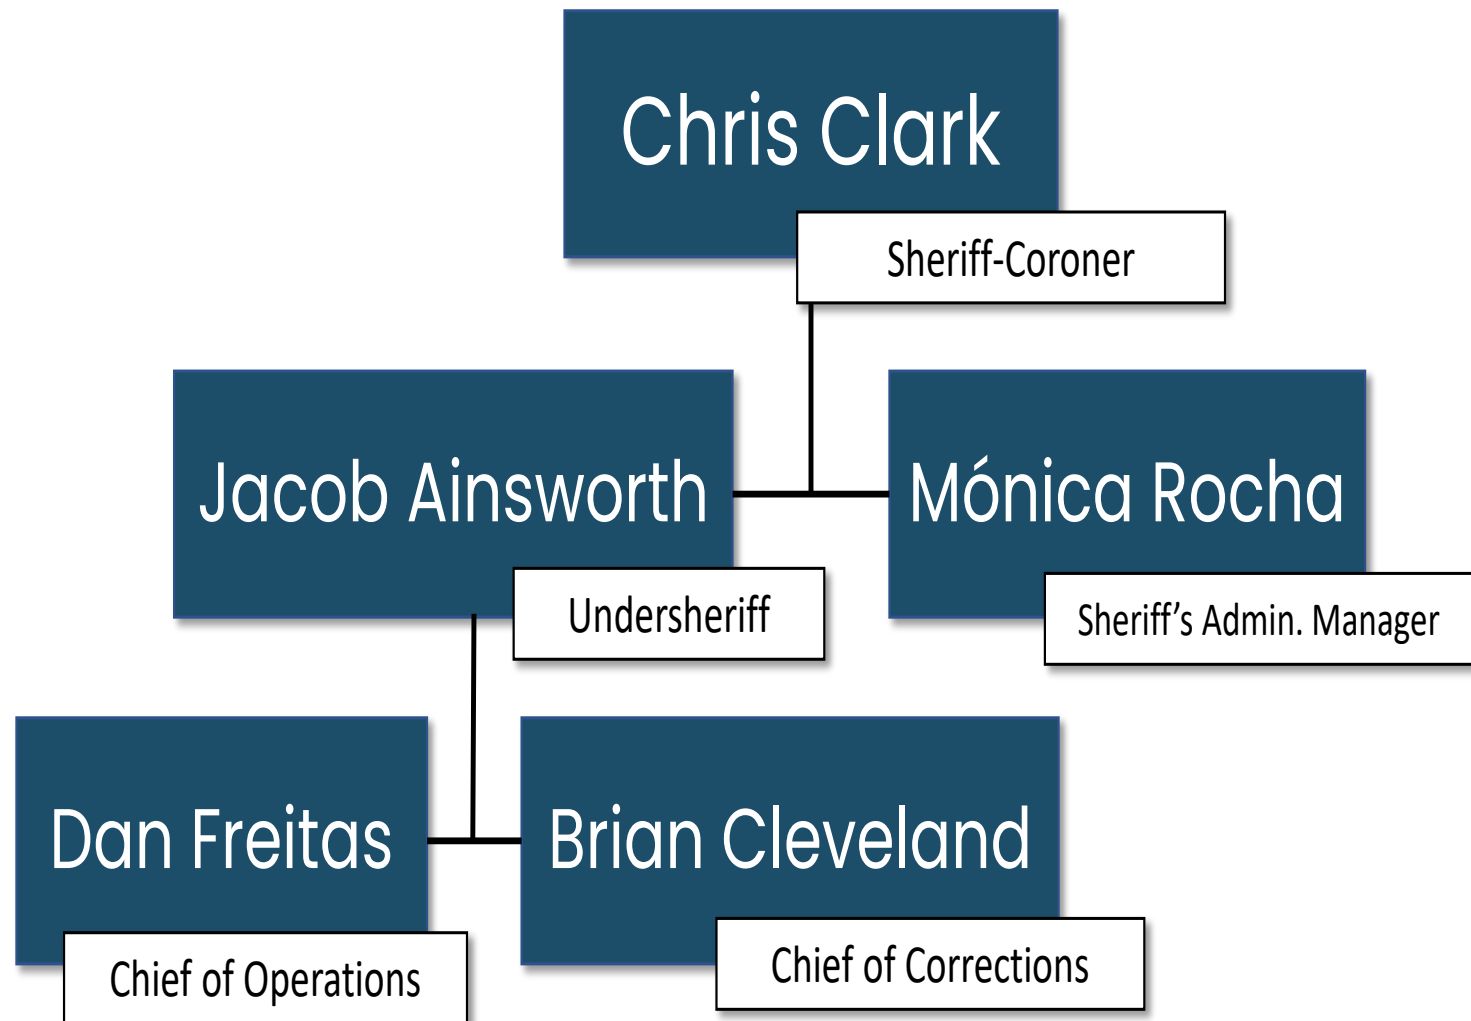 Chris Clark
Sheriff-Coroner
Jacob Ainsworth
Undersheriff
Mónica Rocha
Sheriff's Admin. Manager
Dan Freitas
Chief of Operations
Brian Cleveland
Chief of Corrections